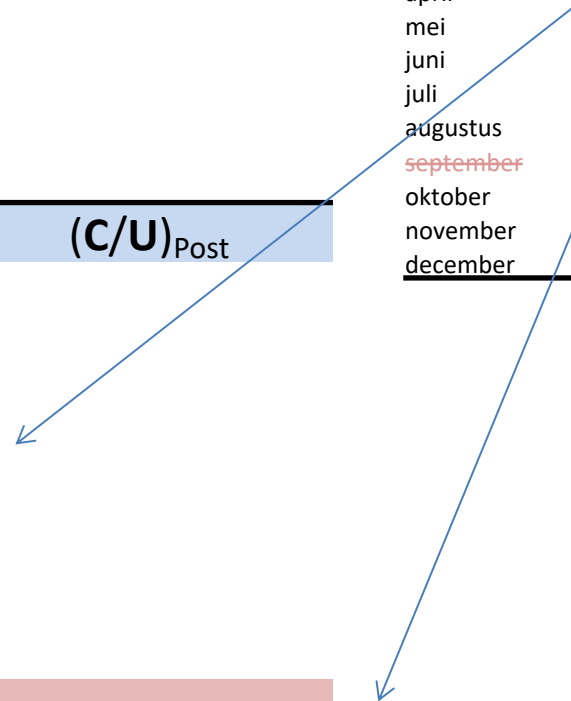 mei
juni
juli
augustus
september
oktober
november
december
(C/U)Post